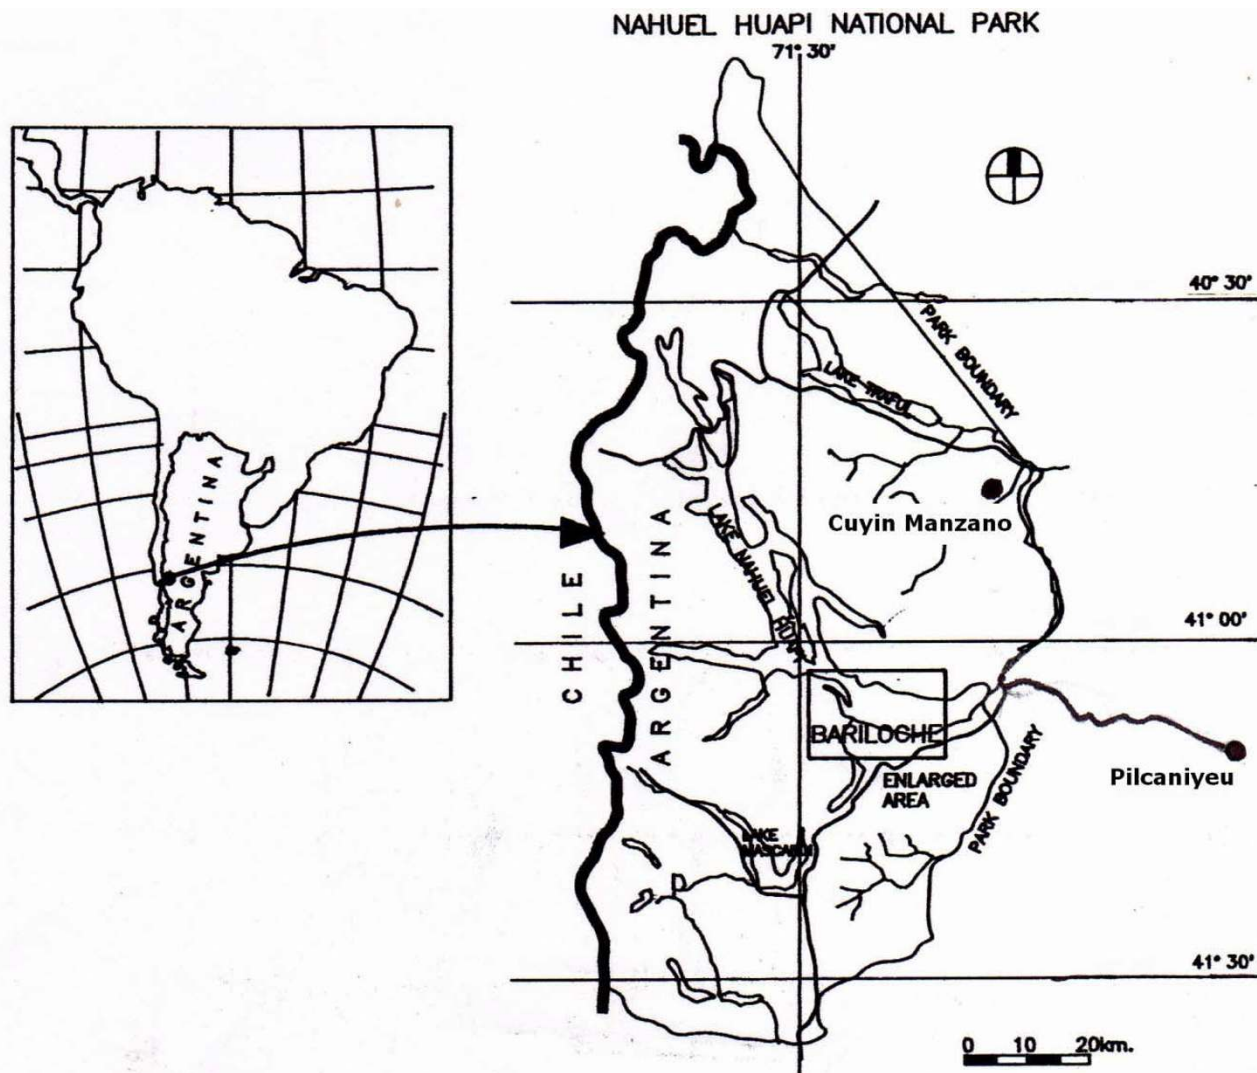 NAHUEL HUAPI NATIONAL PARK
71° 30'
40° 30'
PARK BOUNDARY
LAKE TRAFUL
ARGENTINA
Cuyin Manzano
LAKE NAHUEL HUAPI
CHILE
ARGENTINA
41° 00'
BARILOCHE
ENLARGED
AREA
PARK BOUNDARY
Pilcaniyeu
LAKE
MASCARDI
41° 30'
0 10 20km.